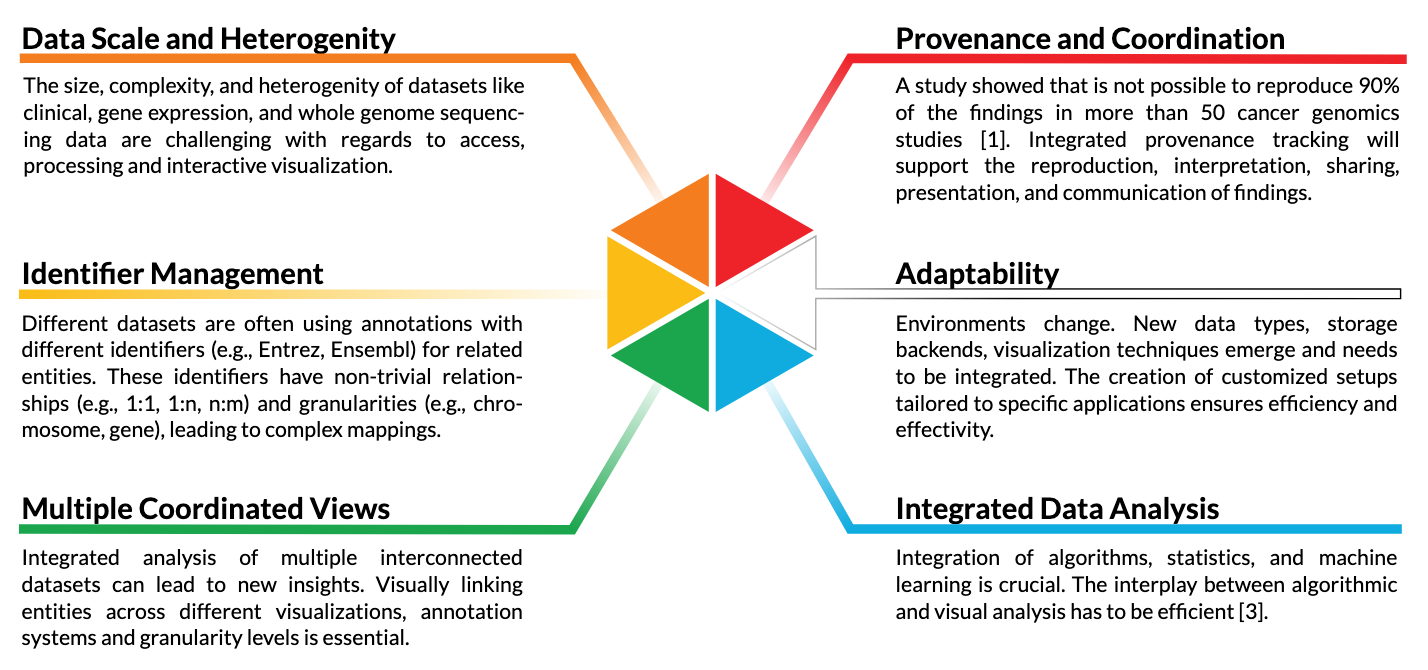 Data Scale and Heterogenity
The size, complexity, and heterogenity of datasets like
clinical, gene expression, and whole genome sequenc-
ing data are challenging with regards to access,
processing and interactive visualization.
Identifier Management
Different datasets are often using annotations with
different identifiers (e.g., Entrez, Ensembl) for related
entities. These identifiers have non-trivial relation-
ships (e.g., 1:1, 1:n, n:m) and granularities (e.g., chro-
mosome, gene), leading to complex mappings.
Multiple Coordinated Views
Integrated analysis of multiple interconnected
datasets can lead to new insights. Visually linking
entities across different visualizations, annotation
systems and granularity levels is essential.
Provenance and Coordination
A study showed that is not possible to reproduce 90%
of the findings in more than 50 cancer genomics
studies [1]. Integrated provenance tracking will
support the reproduction, interpretation, sharing,
presentation, and communication of findings.
Adaptability
Environments change. New data types, storage
backends, visualization techniques emerge and needs
to be integrated. The creation of customized setups
tailored to specific applications ensures efficiency and
effectivity.
Integrated Data Analysis
Integration of algorithms, statistics, and machine
learning is crucial. The interplay between algorithmic
and visual analysis has to be efficient [3].